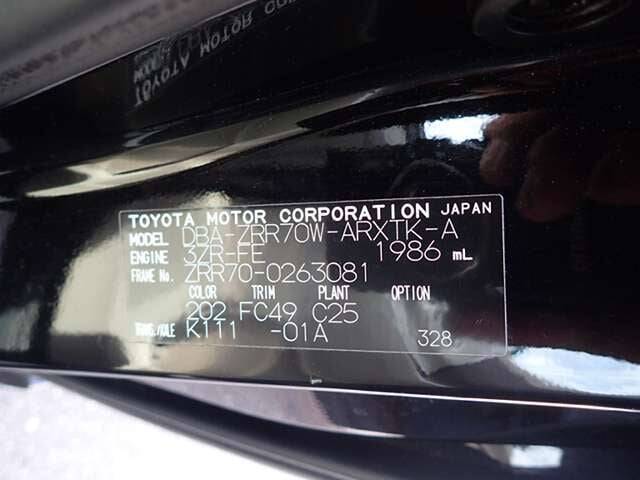 TOYOTA MOTOR CORPORATION JAPAN
MODEL DBA-ZRR70W-ARXTK-A
ENGINE 3ZR-FE 1986 mL
FRAME No. ZRR70-0263081
COLOR TRIM PLANT OPTION
202 FC49 C25
TRANS./AXLE K111 -01A 328